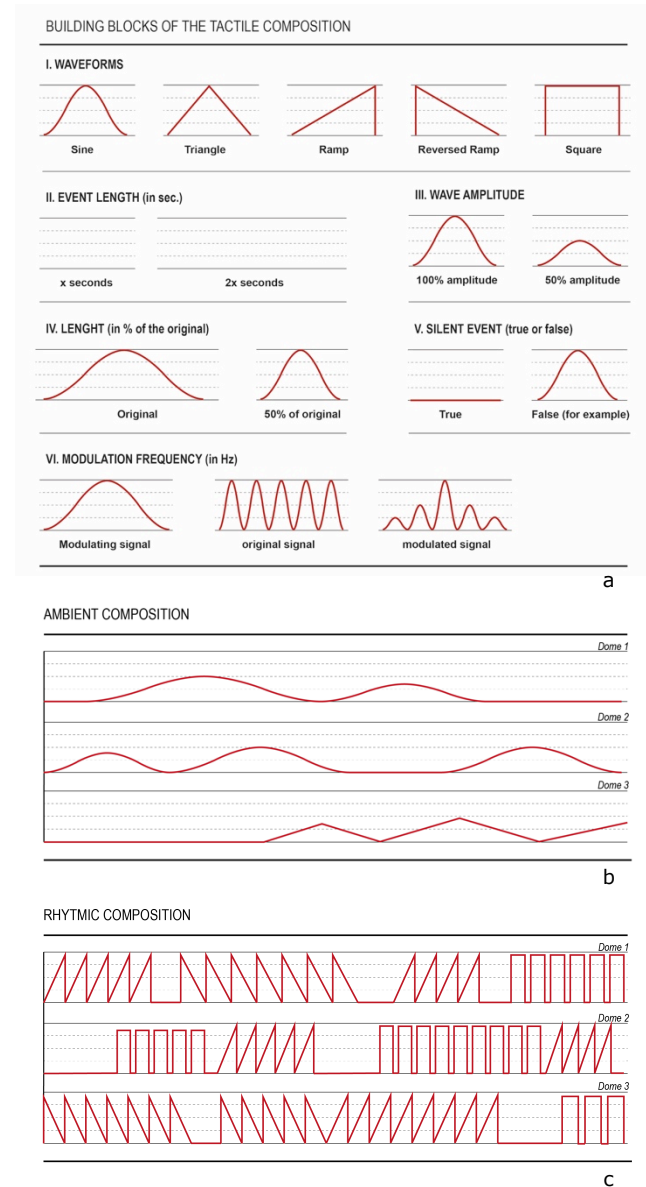 BUILDING BLOCKS OF THE TACTILE COMPOSITION
I. WAVEFORMS
Sine Triangle Ramp Reversed Ramp Square
II. EVENT LENGTH (in sec.)
x seconds 2x seconds
III. WAVE AMPLITUDE
100% amplitude 50% amplitude
IV. LENGHT (in % of the original)
Original 50% of original
V. SILENT EVENT (true or false)
True False (for example)
VI. MODULATION FREQUENCY (in Hz)
Modulating signal original signal modulated signal
a
AMBIENT COMPOSITION
Dome 1
Dome 2
Dome 3
b
RHYTMIC COMPOSITION
Dome 1
Dome 2
Dome 3
c